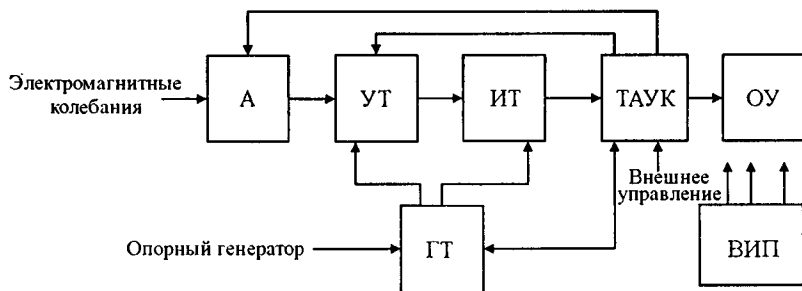 Электромагнитные
колебания
А
УТ
ИТ
ТАУК
ОУ
Внешнее
управление
Опорный генератор
ГТ
ВИП